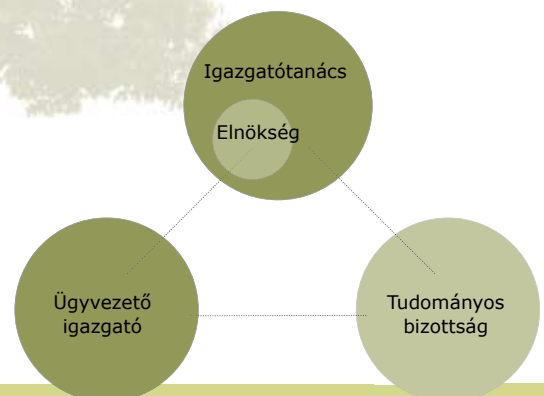 Igazgatótanács
Elnökség
Ügyvezető
igazgató
Tudományos
bizottság